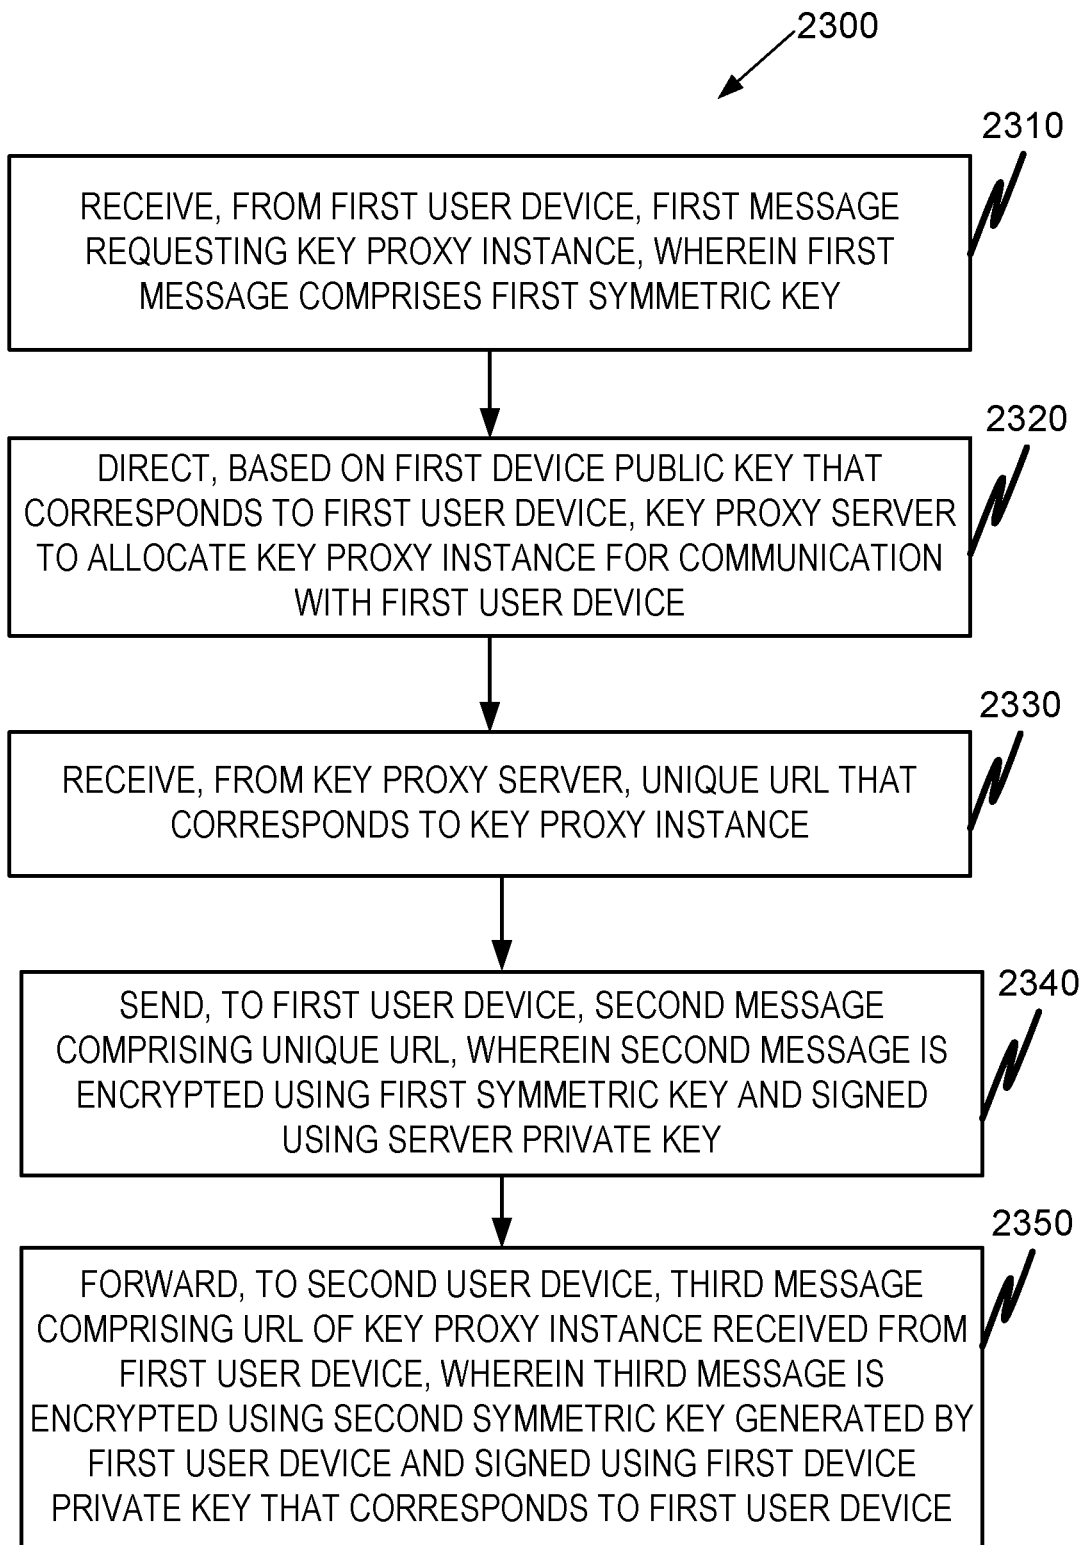 2300
2310
RECEIVE, FROM FIRST USER DEVICE, FIRST MESSAGE
REQUESTING KEY PROXY INSTANCE, WHEREIN FIRST
MESSAGE COMPRISES FIRST SYMMETRIC KEY
2320
DIRECT, BASED ON FIRST DEVICE PUBLIC KEY THAT
CORRESPONDS TO FIRST USER DEVICE, KEY PROXY SERVER
TO ALLOCATE KEY PROXY INSTANCE FOR COMMUNICATION
WITH FIRST USER DEVICE
2330
RECEIVE, FROM KEY PROXY SERVER, UNIQUE URL THAT
CORRESPONDS TO KEY PROXY INSTANCE
2340
SEND, TO FIRST USER DEVICE, SECOND MESSAGE
COMPRISING UNIQUE URL, WHEREIN SECOND MESSAGE IS
ENCRYPTED USING FIRST SYMMETRIC KEY AND SIGNED
USING SERVER PRIVATE KEY
2350
FORWARD, TO SECOND USER DEVICE, THIRD MESSAGE
COMPRISING URL OF KEY PROXY INSTANCE RECEIVED FROM
FIRST USER DEVICE, WHEREIN THIRD MESSAGE IS
ENCRYPTED USING SECOND SYMMETRIC KEY GENERATED BY
FIRST USER DEVICE AND SIGNED USING FIRST DEVICE
PRIVATE KEY THAT CORRESPONDS TO FIRST USER DEVICE